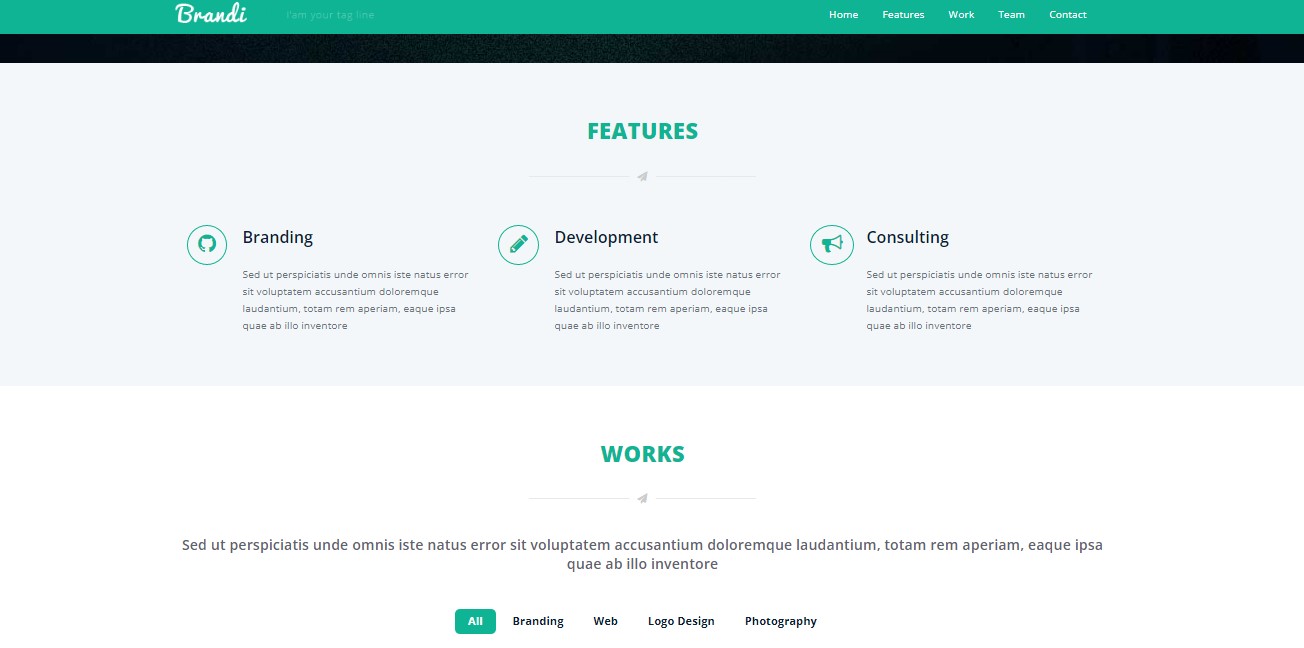 Brandi
I'am your tag line
Home Features Work Team Contact
FEATURES
Branding
Sed ut perspiciatis unde omnis iste natus error
sit voluptatem accusantium doloremque
laudantium, totam rem aperiam, eaque ipsa
quae ab illo inventore
Development
Sed ut perspiciatis unde omnis iste natus error
sit voluptatem accusantium doloremque
laudantium, totam rem aperiam, eaque ipsa
quae ab illo inventore
Consulting
Sed ut perspiciatis unde omnis iste natus error
sit voluptatem accusantium doloremque
laudantium, totam rem aperiam, eaque ipsa
quae ab illo inventore
WORKS
Sed ut perspiciatis unde omnis iste natus error sit voluptatem accusantium doloremque laudantium, totam rem aperiam, eaque ipsa
quae ab illo inventore
All Branding Web Logo Design Photography